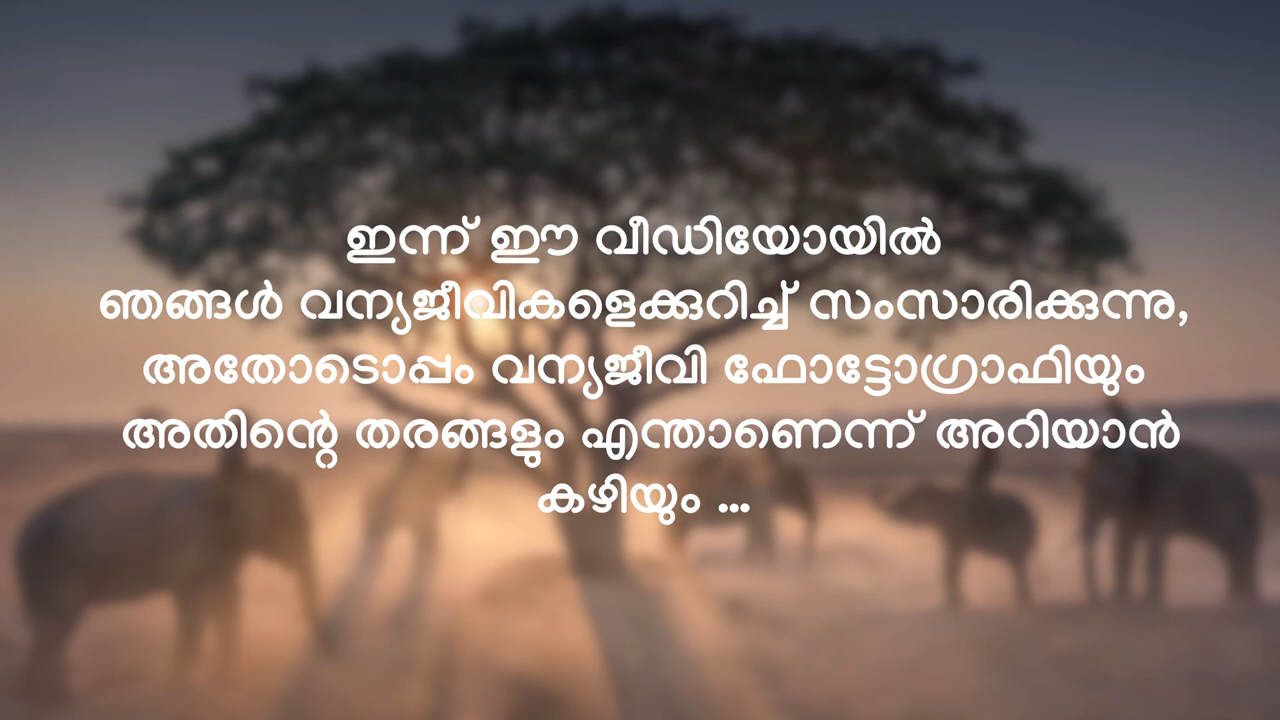 ഇന്ന് ഈ വീഡിയോയിൽ
ഞങ്ങൾ വന്യജീവികളെക്കുറിച്ച് സംസാരിക്കുന്നു,
അതോടൊപ്പം വന്യജീവി ഫോട്ടോഗ്രാഫിയും
അതിന്റെ തരങ്ങളും എന്താണെന്ന് അറിയാൻ
കഴിയും ...